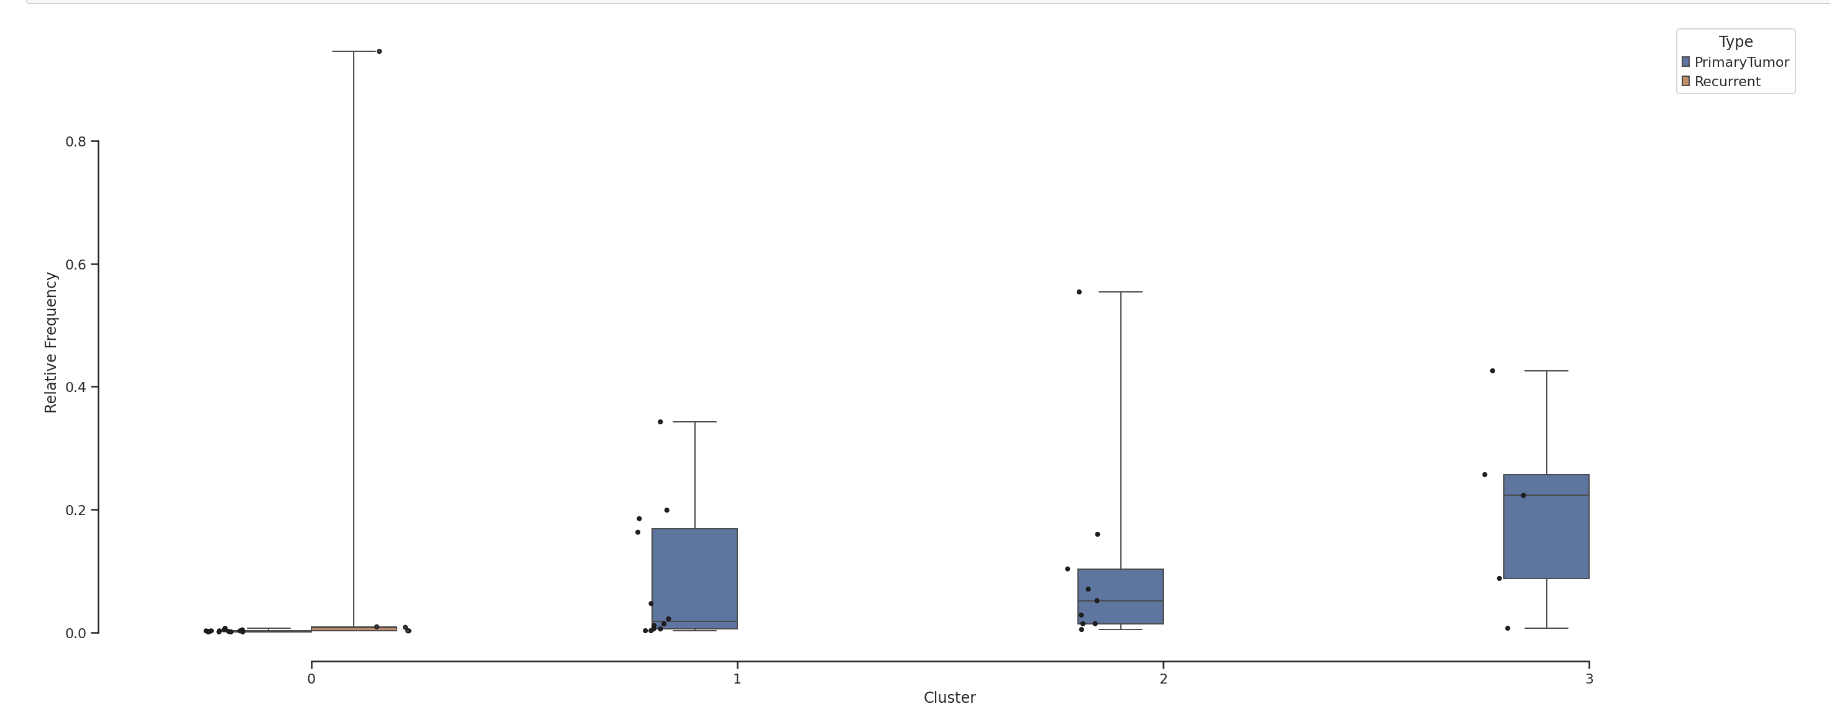 Type
PrimaryTumor
Recurrent
0.8
0.6
0.4
0.2
0.0
Relative Frequency
0 1 2 3
Cluster